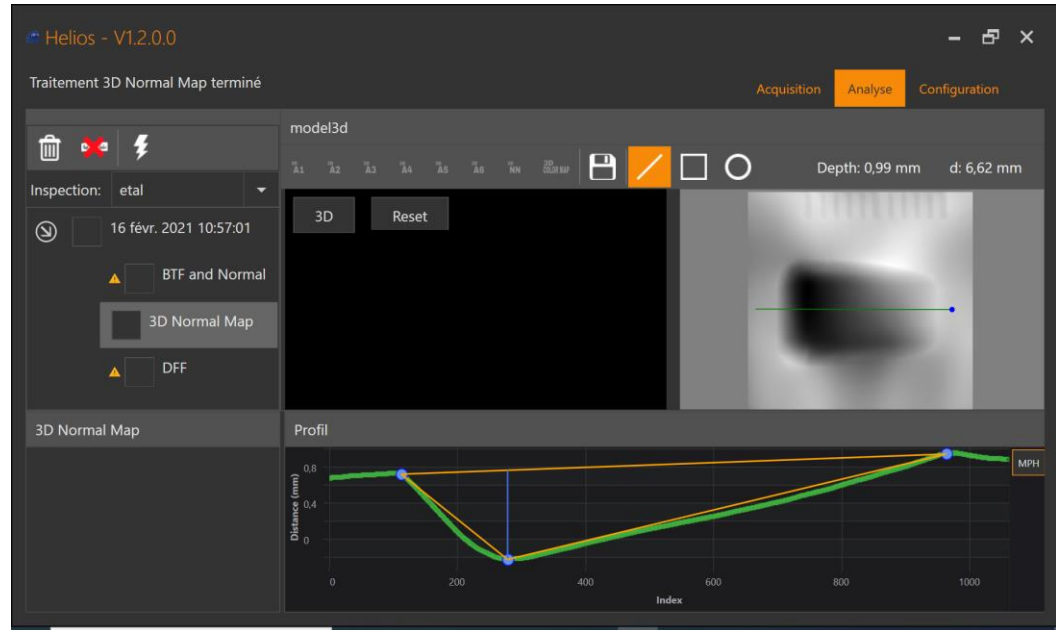 Helios - V1.2.0.0
Traitement 3D Normal Map terminé
Acquisition Analyse Configuration
model3d
A1 A2 A3 A4 A5 A6 NN 3D COLOR MAP
Depth: 0,99 mm d: 6,62 mm
Inspection: etal
3D Reset
16 févr. 2021 10:57:01
BTF and Normal
3D Normal Map
DFF
3D Normal Map
Profil
MPH
Distance (mm)
0,8
0,4
0
0 200 400 600 800 1000
Index